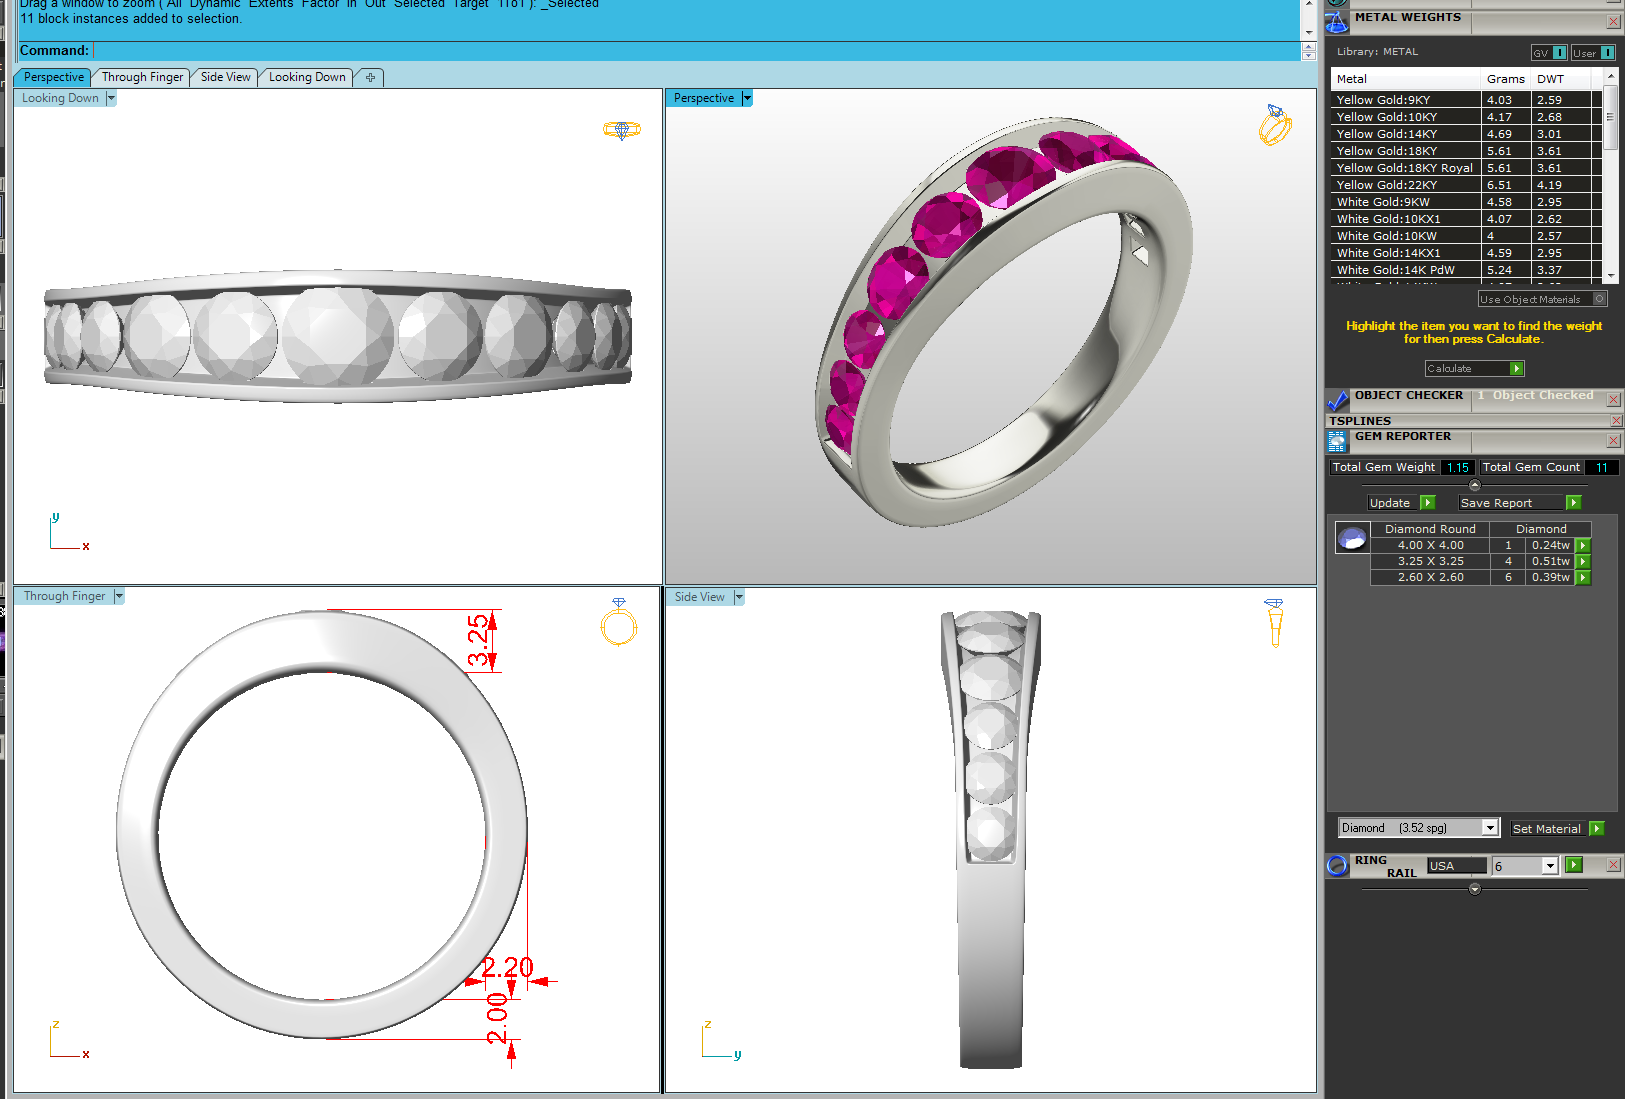 Drag a window to zoom ( All Dynamic Extents Factor In Out Selected Target 1To1 ): _Selected
11 block instances added to selection.
Command:
Perspective
Through Finger
Side View
Looking Down
Looking Down
Perspective
y
x
Through Finger
3.25
2.20
2.00
z
x
Side View
z
y
METAL WEIGHTS
Library: METAL
GV
User
Metal Grams DWT
Yellow Gold:9KY 4.03 2.59
Yellow Gold:10KY 4.17 2.68
Yellow Gold:14KY 4.69 3.01
Yellow Gold:18KY 5.61 3.61
Yellow Gold:18KY Royal 5.61 3.61
Yellow Gold:22KY 6.51 4.19
White Gold:9KW 4.58 2.95
White Gold:10KX1 4.07 2.62
White Gold:10KW 4 2.57
White Gold:14KX1 4.59 2.95
White Gold:14K PdW 5.24 3.37
Use Object Materials
Highlight the item you want to find the weight
for then press Calculate.
Calculate
OBJECT CHECKER 1 Object Checked
TSPLINES
GEM REPORTER
Total Gem Weight 1.15 Total Gem Count 11
Update Save Report
Diamond Round Diamond
4.00 X 4.00 1 0.24tw
3.25 X 3.25 4 0.51tw
2.60 X 2.60 6 0.39tw
Diamond (3.52 spg) Set Material
RING
RAIL USA 6